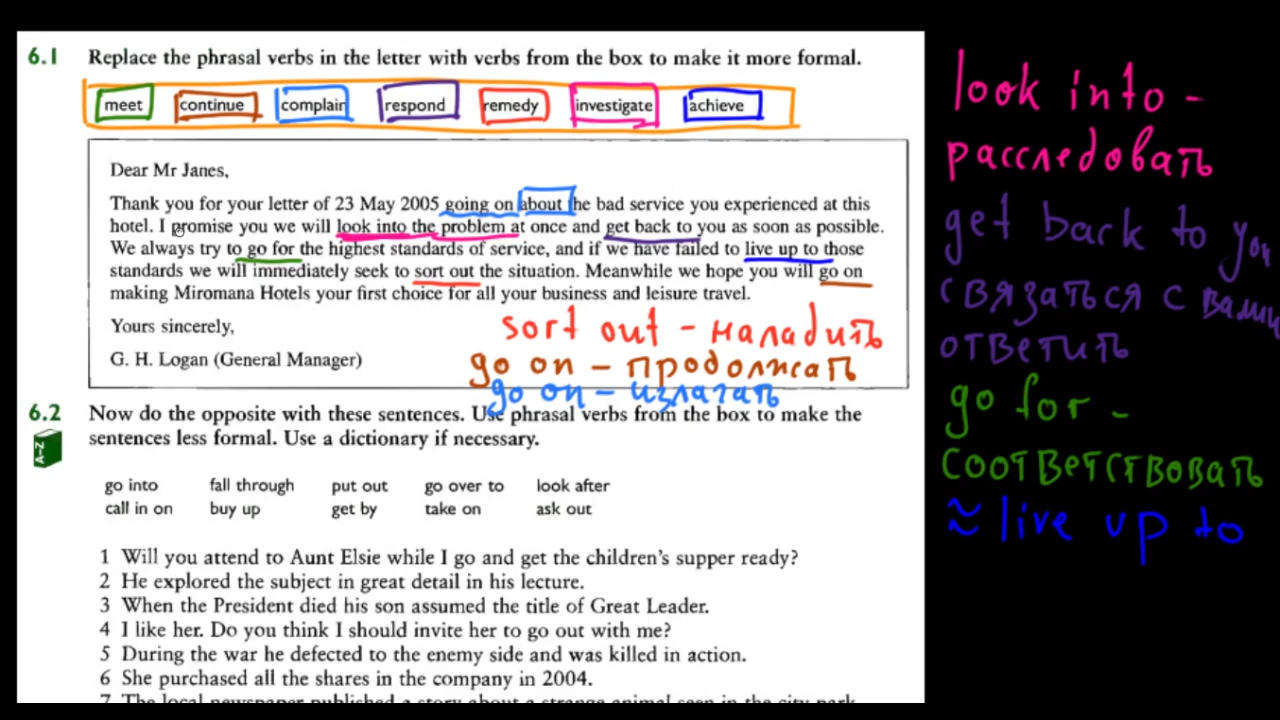 6.1 Replace the phrasal verbs in the letter with verbs from the box to make it more formal.
meet continue complain respond remedy investigate achieve
Dear Mr Janes,
Thank you for your letter of 23 May 2005 going on about the bad service you experienced at this
hotel. I promise you we will look into the problem at once and get back to you as soon as possible.
We always try to go for the highest standards of service, and if we have failed to live up to those
standards we will immediately seek to sort out the situation. Meanwhile we hope you will go on
making Miromana Hotels your first choice for all your business and leisure travel.
Yours sincerely,
G. H. Logan (General Manager)
sort out - наладить
go on - продолжать
go on - излагать
6.2 Now do the opposite with these sentences. Use phrasal verbs from the box to make the
A-Z sentences less formal. Use a dictionary if necessary.
go into fall through put out go over to look after
call in on buy up get by take on ask out
1 Will you attend to Aunt Elsie while I go and get the children's supper ready?
2 He explored the subject in great detail in his lecture.
3 When the President died his son assumed the title of Great Leader.
4 I like her. Do you think I should invite her to go out with me?
5 During the war he defected to the enemy side and was killed in action.
6 She purchased all the shares in the company in 2004.
7 The local newspaper published a story about a strange animal seen in the city park
look into -
расследовать
get back to you
связаться с вами
ответить
go for -
соответствовать
≈ live up to